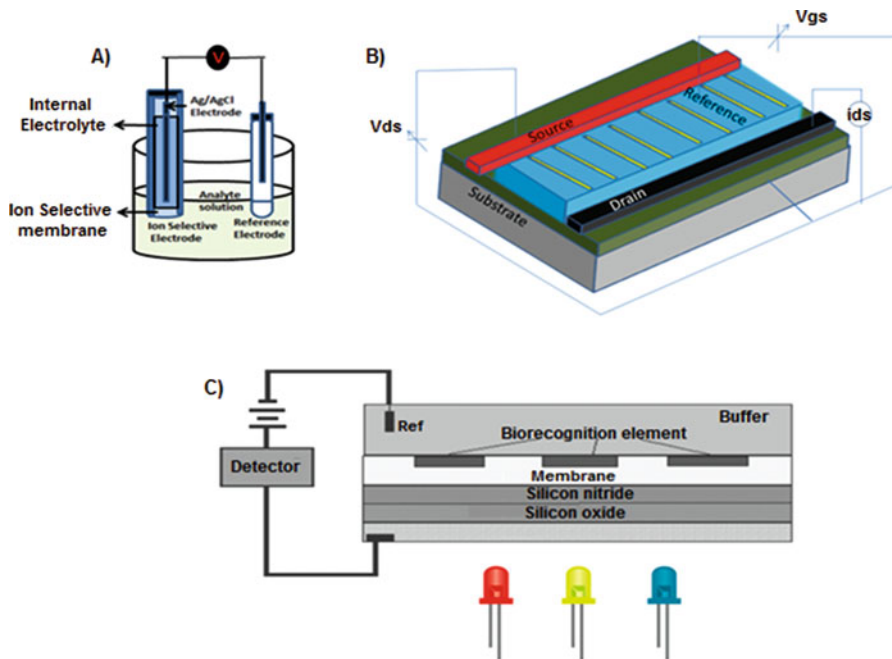 A)
V
Ag/AgCl
Electrode
Internal
Electrolyte
Analyte
solution
Ion Selective
membrane
Ion Selective
Electrode
Reference
Electrode
B)
Vgs
Vds
Source
Reference
ids
Drain
Substrate
C)
Ref
Buffer
Biorecognition element
Detector
Membrane
Silicon nitride
Silicon oxide